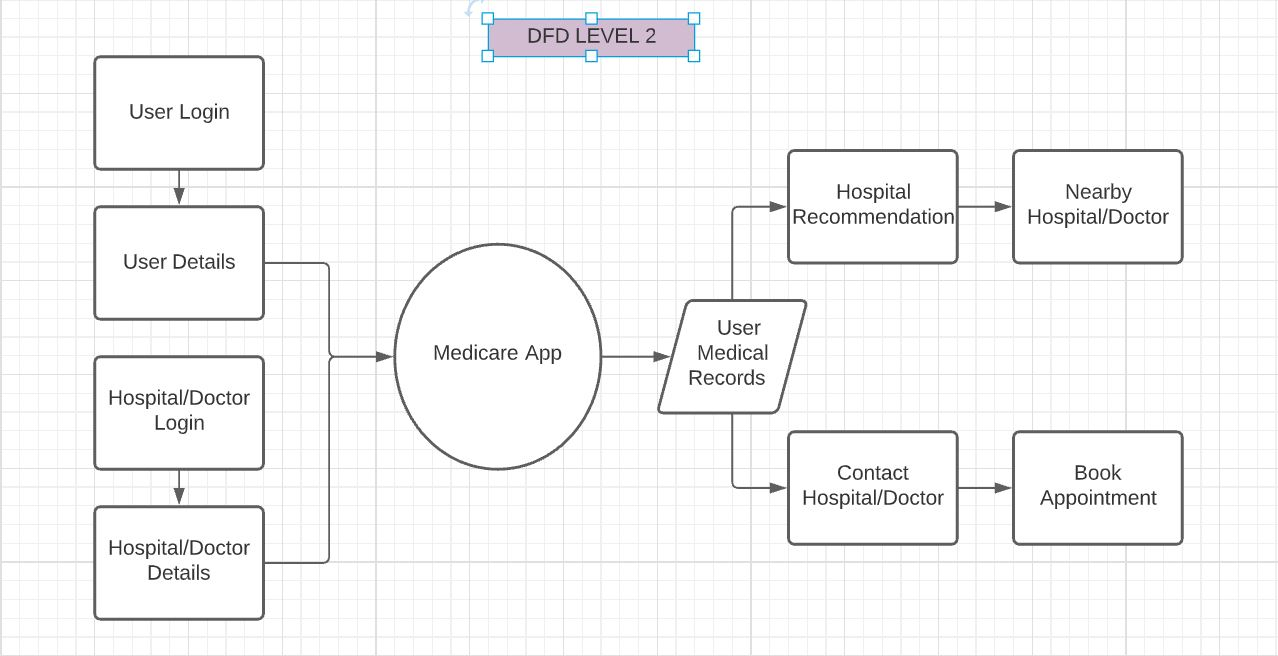 DFD LEVEL 2
User Login
User Details
Hospital/Doctor
Login
Hospital/Doctor
Details
Medicare App
User
Medical
Records
Hospital
Recommendation
Nearby
Hospital/Doctor
Contact
Hospital/Doctor
Book
Appointment